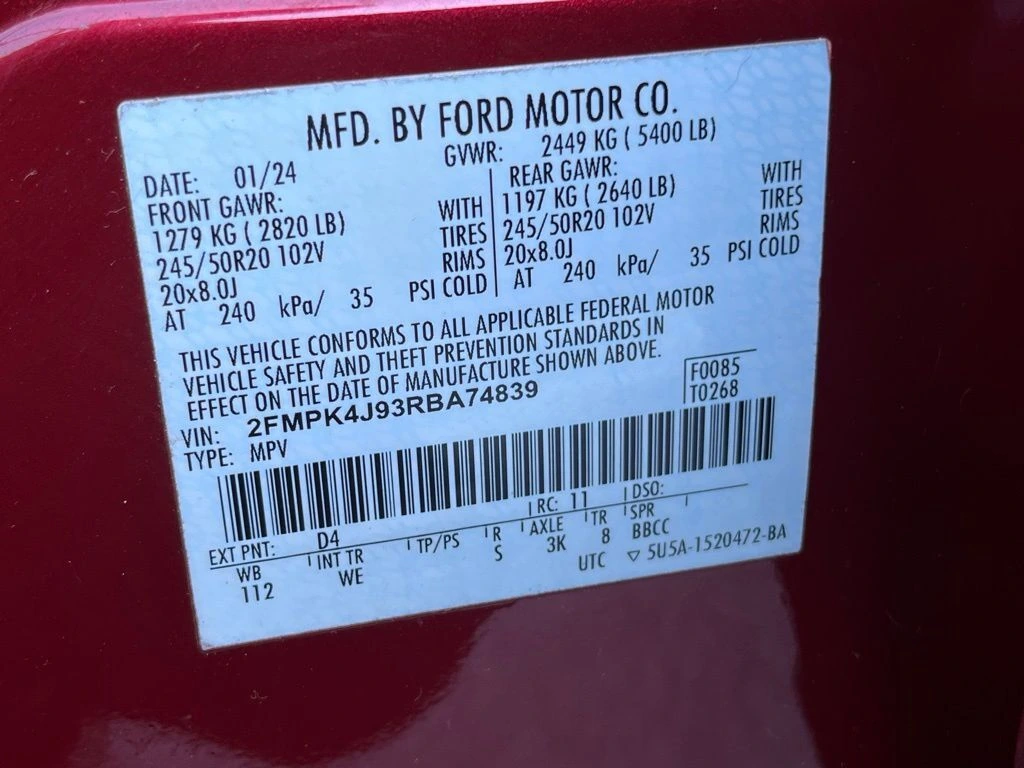 MFD. BY FORD MOTOR CO.
DATE: 01/24 GVWR: 2449 KG ( 5400 LB)
FRONT GAWR: REAR GAWR:
1279 KG ( 2820 LB) WITH 1197 KG ( 2640 LB) WITH
245/50R20 102V TIRES 245/50R20 102V TIRES
20x8.0J RIMS 20x8.0J RIMS
AT 240 kPa/ 35 PSI COLD AT 240 kPa/ 35 PSI COLD
THIS VEHICLE CONFORMS TO ALL APPLICABLE FEDERAL MOTOR
VEHICLE SAFETY AND THEFT PREVENTION STANDARDS IN
EFFECT ON THE DATE OF MANUFACTURE SHOWN ABOVE.
F0085
T0268
VIN: 2FMPK4J93RBA74839
TYPE: MPV
EXT PNT: D4 RC: 11 DSO:
WB INT TR TP/PS R AXLE TR SPR
112 WE S 3K 8 BBCC
UTC ▽ 5U5A-1520472-BA